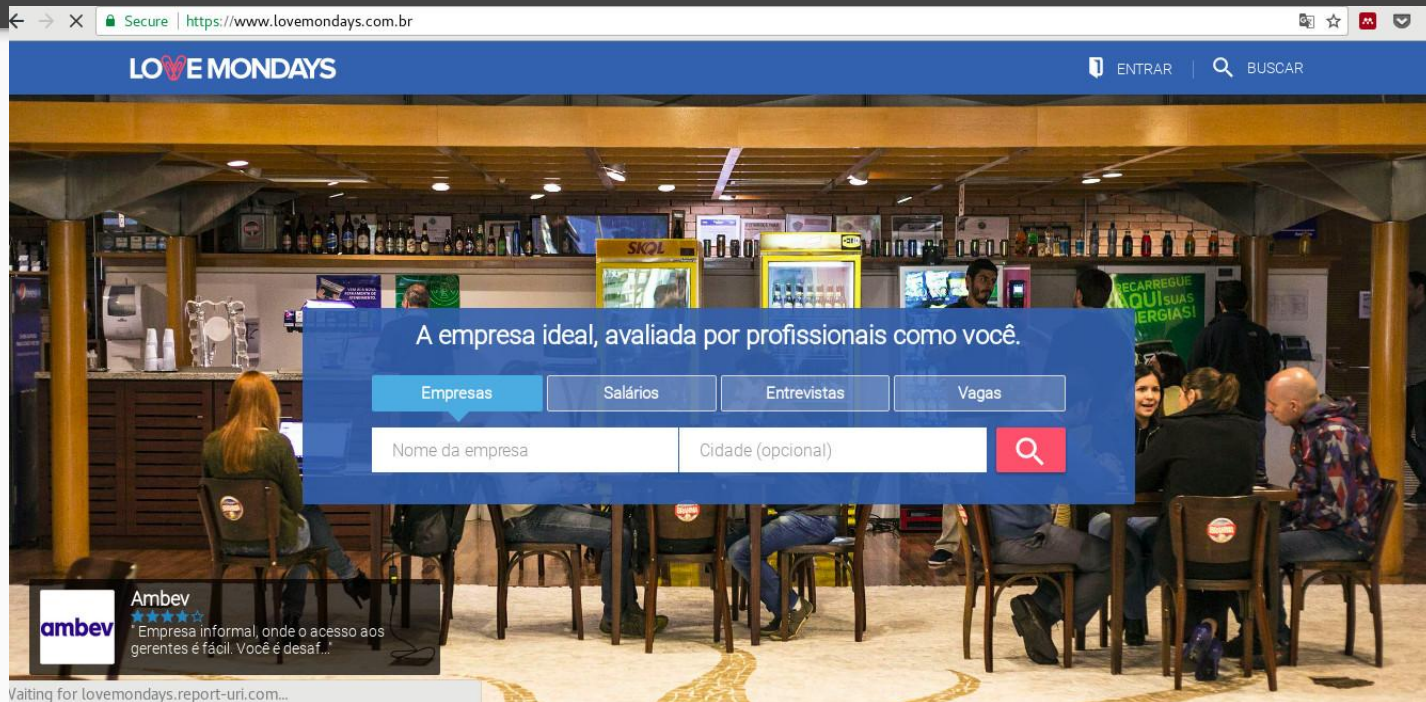 Secure | https://www.lovemondays.com.br
LOVE MONDAYS
ENTRAR | BUSCAR
SKOL
RECARREGUE
AQUI SUAS
ENERGIAS!
A empresa ideal, avaliada por profissionais como você.
Empresas Salários Entrevistas Vagas
Nome da empresa Cidade (opcional)
ambev
Ambev
" Empresa informal, onde o acesso aos
gerentes é fácil. Você é desaf..."
Waiting for lovemondays.report-uri.com...